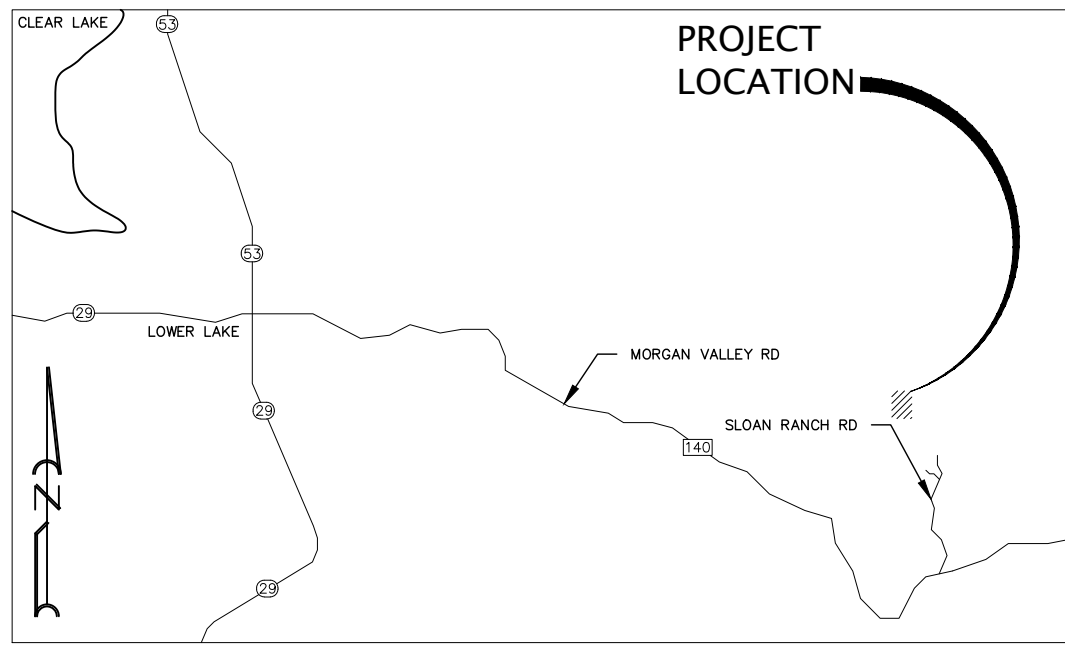 CLEAR LAKE
53
PROJECT
LOCATION
53
29
LOWER LAKE
MORGAN VALLEY RD
29
SLOAN RANCH RD
140
N
29